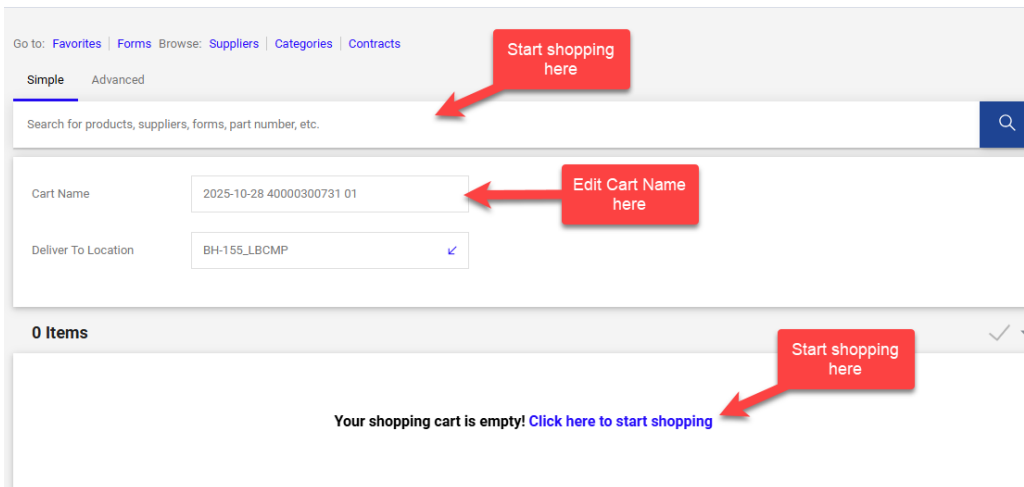 Go to: Favorites Forms Browse: Suppliers Categories Contracts
Start shopping
here
Simple Advanced
Search for products, suppliers, forms, part number, etc.
Cart Name 2025-10-28 40000300731 01
Edit Cart Name
here
Deliver To Location BH-155_LBCMP
0 Items
Start shopping
here
Your shopping cart is empty! Click here to start shopping